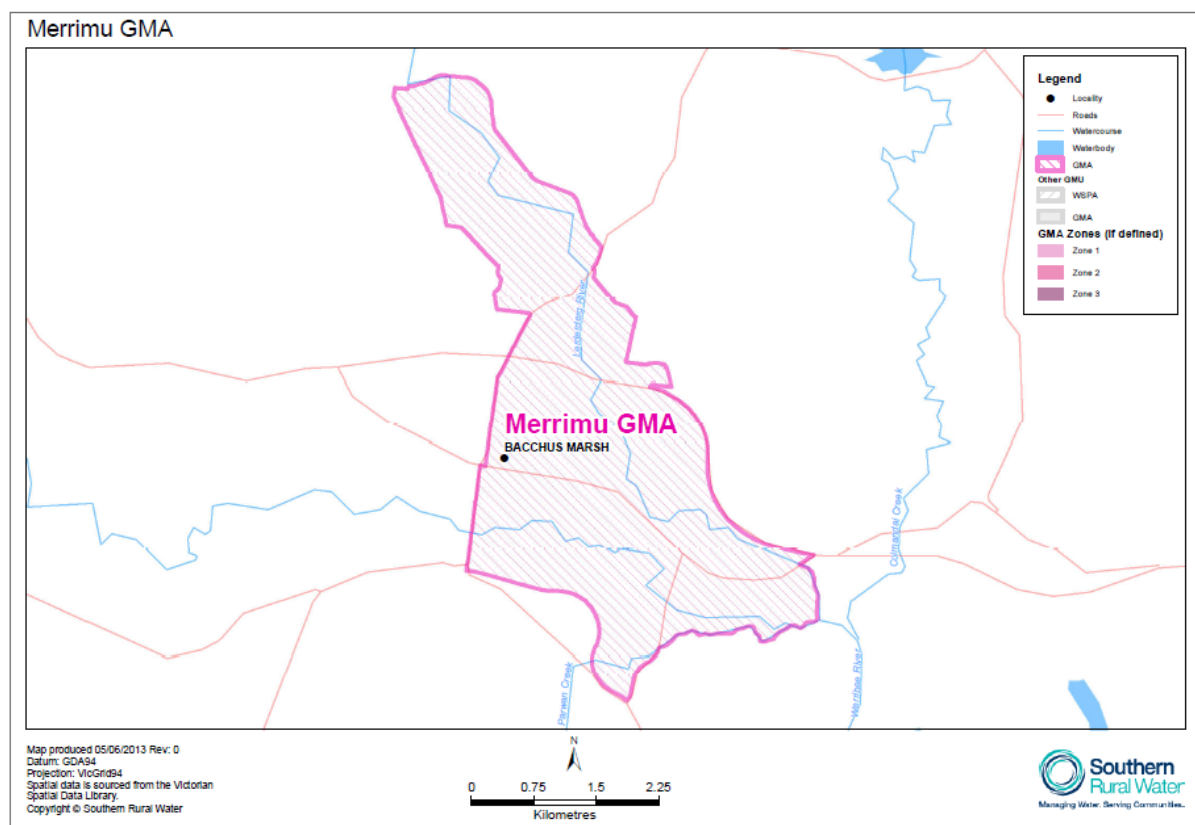 Merrimu GMA
Legend
Locality
Roads
Watercourse
Waterbody
GMA
Other GMU
WSPA
GMA
GMA Zones (if defined)
Zone 1
Zone 2
Zone 3
Lerderderg River
Merrimu GMA
BACCHUS MARSH
Culmandai Creek
Parwan Creek
Werribee River
Map produced 05/06/2013 Rev: 0
Datum: GDA94
Projection: VicGrid94
Spatial data is sourced from the Victorian
Spatial Data Library.
Copyright © Southern Rural Water
N
0 0.75 1.5 2.25
Kilometres
Southern
Rural Water
Managing Water. Serving Communities.